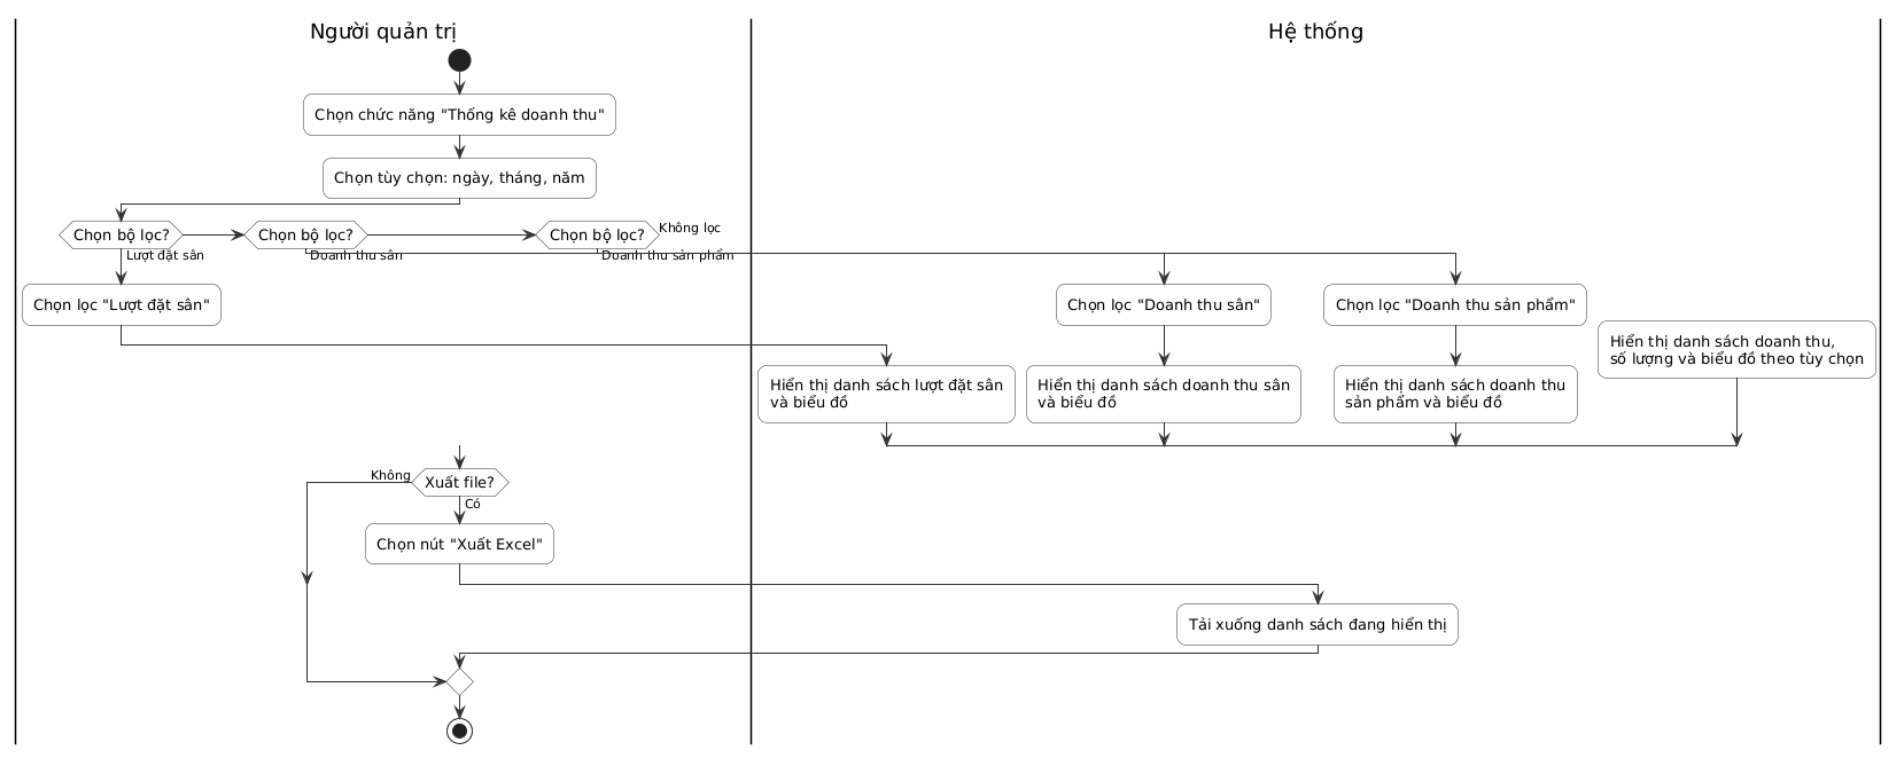 Người quản trị
Hệ thống
Chọn chức năng "Thống kê doanh thu"
Chọn tùy chọn: ngày, tháng, năm
Chọn bộ lọc?
Chọn bộ lọc?
Chọn bộ lọc?
Không lọc
Lượt đặt sân
Doanh thu sân
Doanh thu sản phẩm
Chọn lọc "Lượt đặt sân"
Chọn lọc "Doanh thu sân"
Chọn lọc "Doanh thu sản phẩm"
Hiển thị danh sách doanh thu,
số lượng và biểu đồ theo tùy chọn
Hiển thị danh sách lượt đặt sân
và biểu đồ
Hiển thị danh sách doanh thu sân
và biểu đồ
Hiển thị danh sách doanh thu
sản phẩm và biểu đồ
Không
Xuất file?
Có
Chọn nút "Xuất Excel"
Tải xuống danh sách đang hiển thị